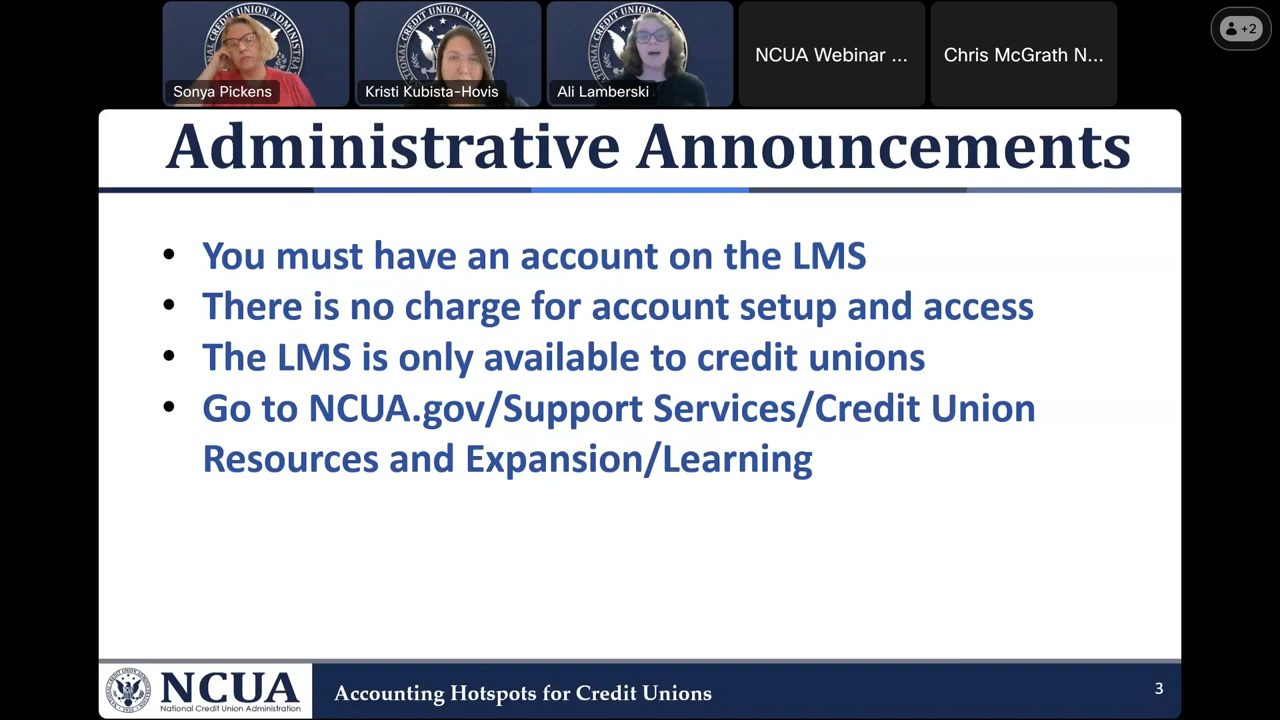 Sonya Pickens
Kristi Kubista-Hovis
Ali Lamberski
NCUA Webinar ...
Chris McGrath N...
+2
Administrative Announcements
• You must have an account on the LMS
• There is no charge for account setup and access
• The LMS is only available to credit unions
• Go to NCUA.gov/Support Services/Credit Union
Resources and Expansion/Learning
NCUA
National Credit Union Administration
Accounting Hotspots for Credit Unions
3